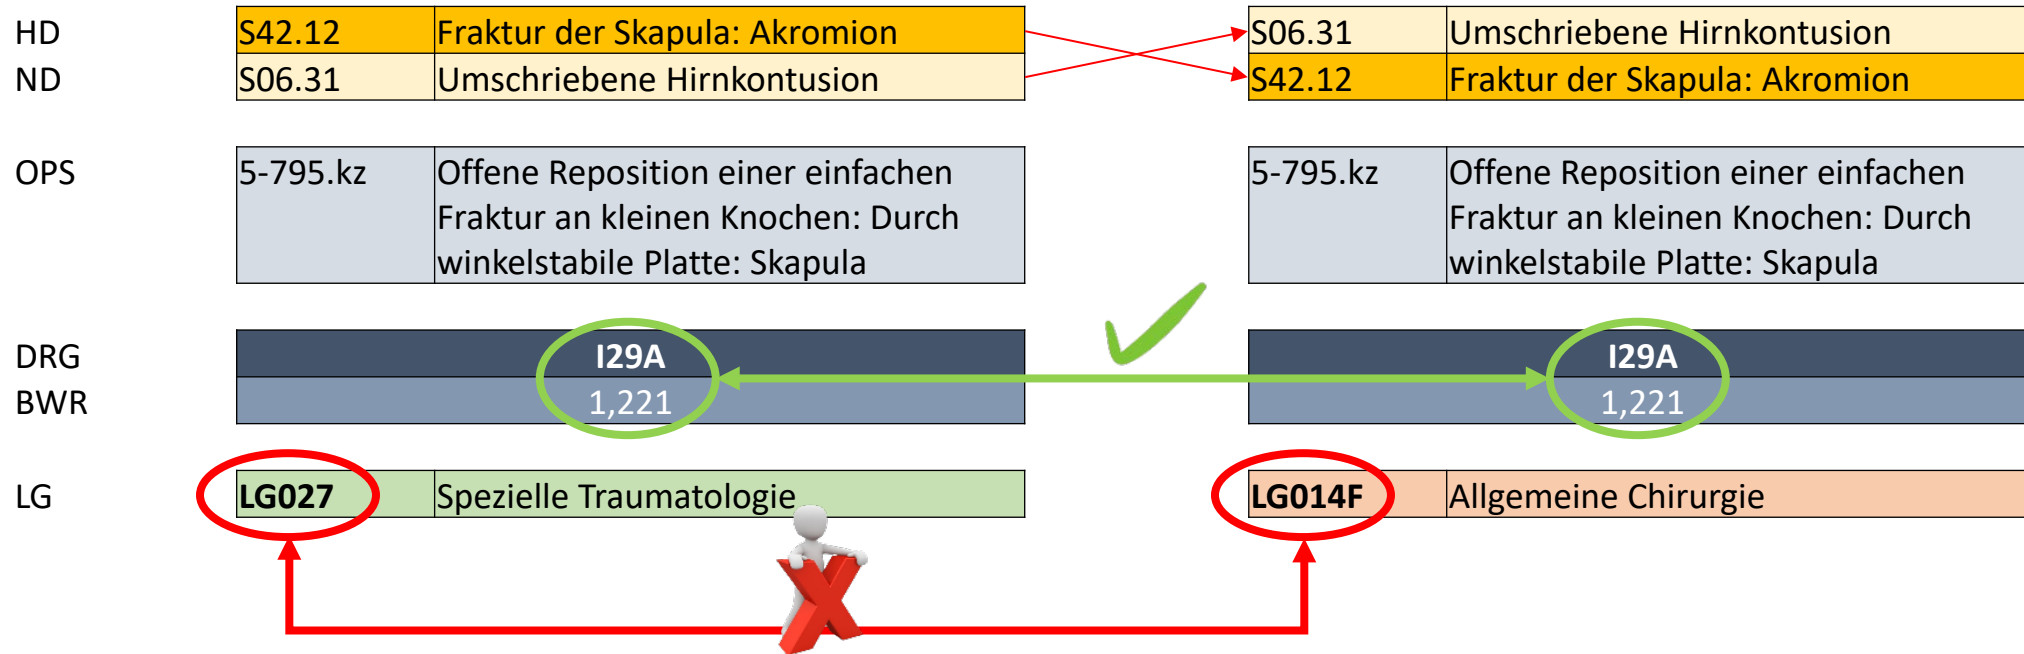 HD S42.12 Fraktur der Skapula: Akromion S06.31 Umschriebene Hirnkontusion
ND S06.31 Umschriebene Hirnkontusion S42.12 Fraktur der Skapula: Akromion
OPS 5-795.kz Offene Reposition einer einfachen 5-795.kz Offene Reposition einer einfachen
Fraktur an kleinen Knochen: Durch Fraktur an kleinen Knochen: Durch
winkelstabile Platte: Skapula winkelstabile Platte: Skapula
DRG I29A I29A
BWR 1,221 1,221
LG LG027 Spezielle Traumatologie LG014F Allgemeine Chirurgie